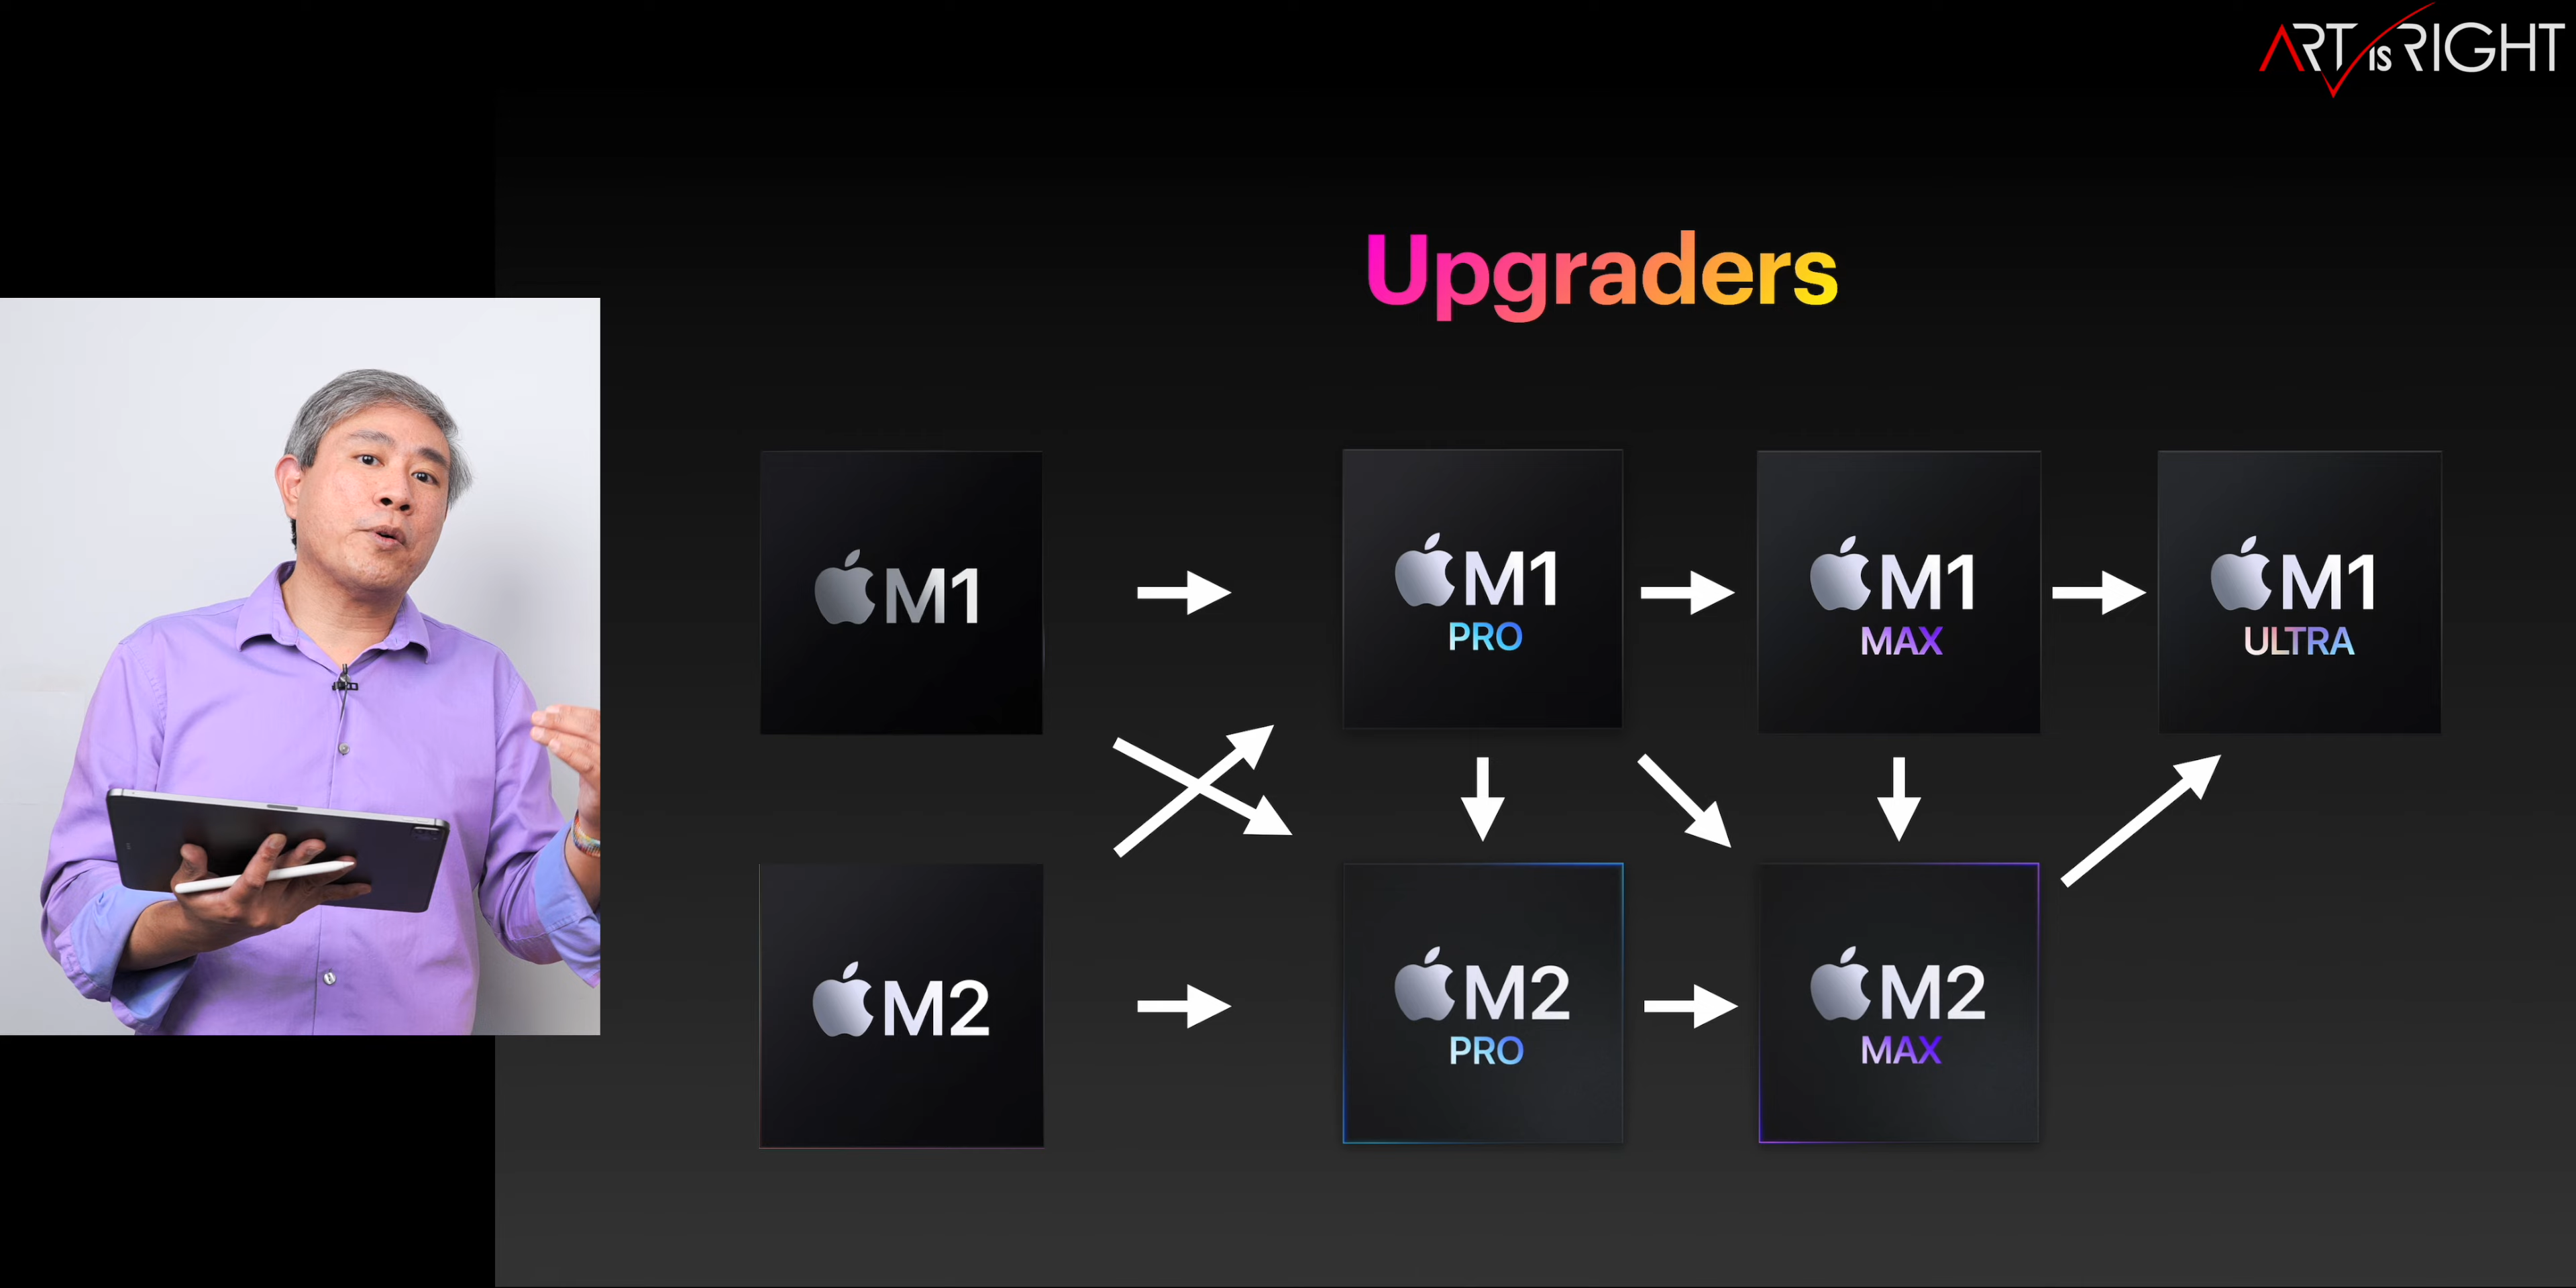 ART is RIGHT
Upgraders
M1
M1
PRO
M1
MAX
M1
ULTRA
M2
M2
PRO
M2
MAX